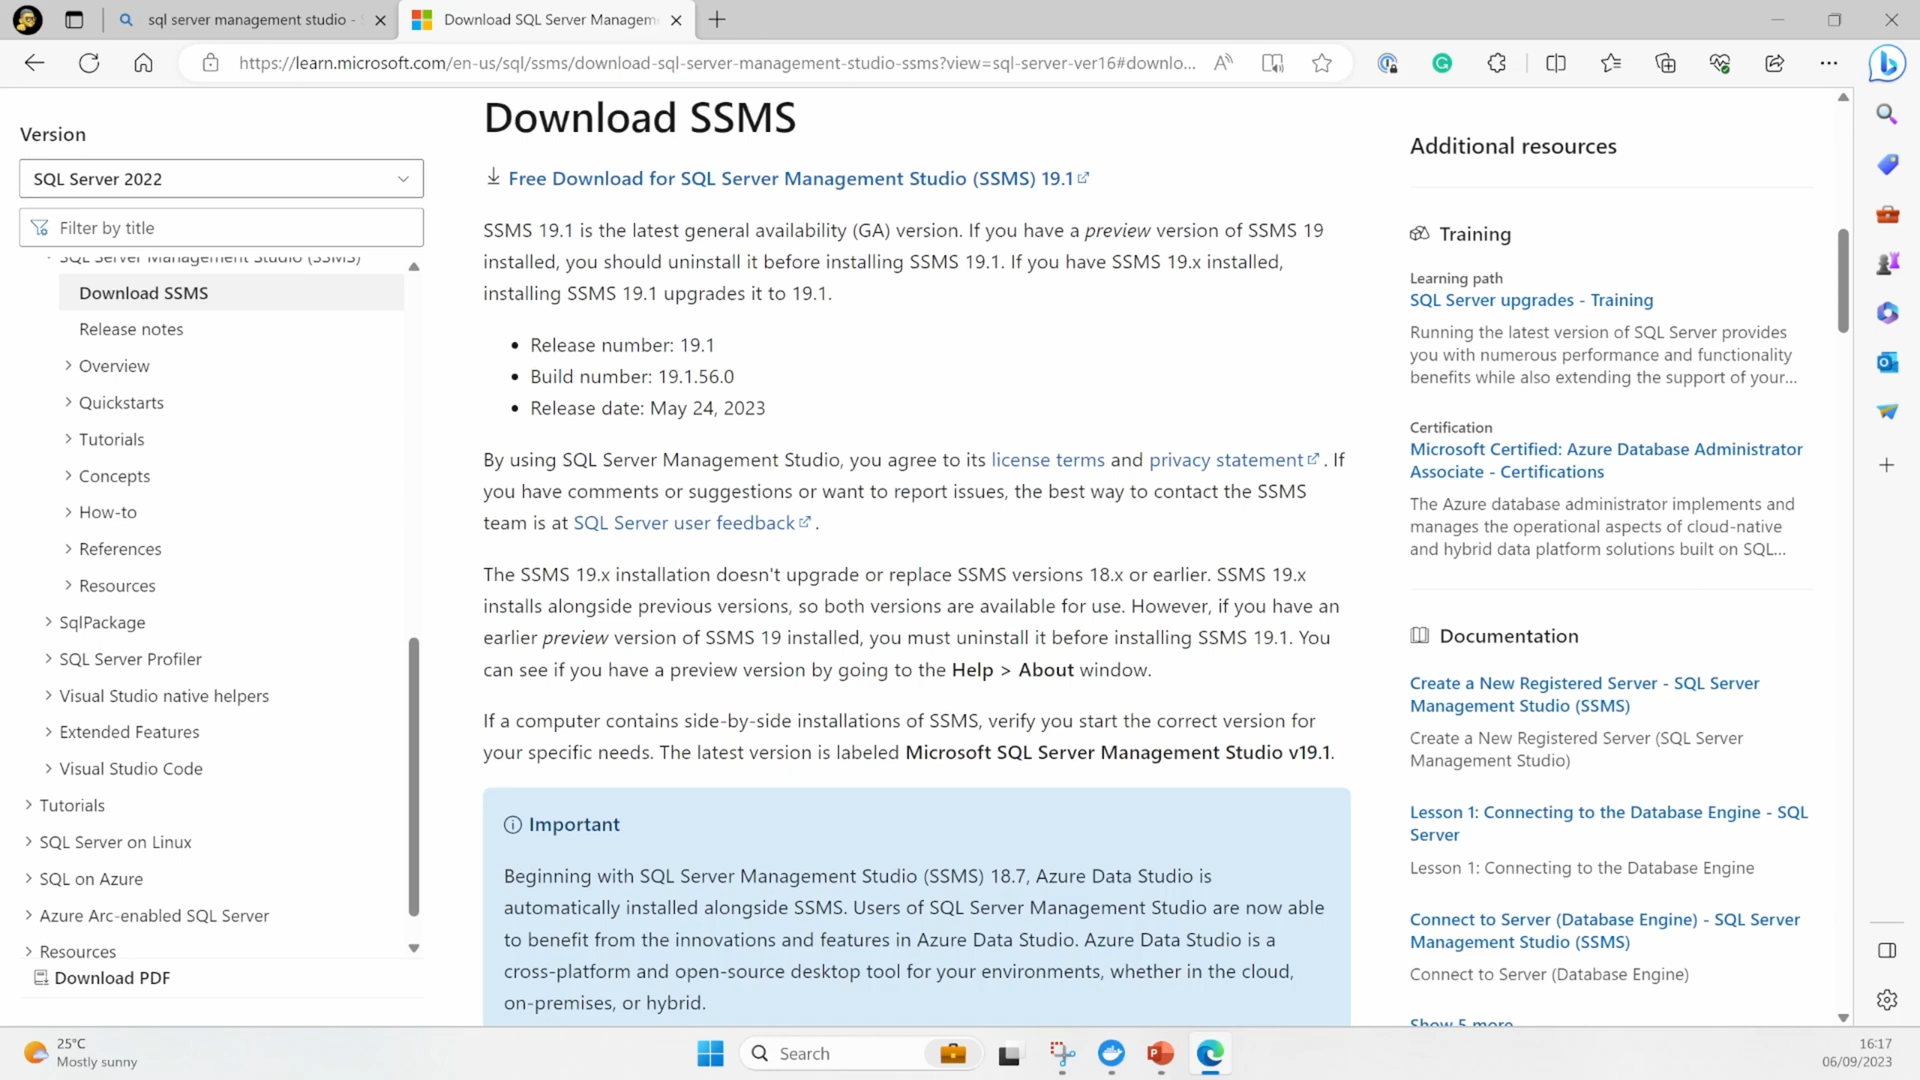 sql server management studio -
Download SQL Server Managem
https://learn.microsoft.com/en-us/sql/ssms/download-sql-server-management-studio-ssms?view=sql-server-ver16#downlo...
Version
SQL Server 2022
Filter by title
SQL Server Management Studio (SSMS)
Download SSMS
Release notes
Overview
Quickstarts
Tutorials
Concepts
How-to
References
Resources
SqlPackage
SQL Server Profiler
Visual Studio native helpers
Extended Features
Visual Studio Code
Tutorials
SQL Server on Linux
SQL on Azure
Azure Arc-enabled SQL Server
Resources
Download PDF
Download SSMS
Free Download for SQL Server Management Studio (SSMS) 19.1
SSMS 19.1 is the latest general availability (GA) version. If you have a preview version of SSMS 19
installed, you should uninstall it before installing SSMS 19.1. If you have SSMS 19.x installed,
installing SSMS 19.1 upgrades it to 19.1.
• Release number: 19.1
• Build number: 19.1.56.0
• Release date: May 24, 2023
By using SQL Server Management Studio, you agree to its license terms and privacy statement. If
you have comments or suggestions or want to report issues, the best way to contact the SSMS
team is at SQL Server user feedback.
The SSMS 19.x installation doesn't upgrade or replace SSMS versions 18.x or earlier. SSMS 19.x
installs alongside previous versions, so both versions are available for use. However, if you have an
earlier preview version of SSMS 19 installed, you must uninstall it before installing SSMS 19.1. You
can see if you have a preview version by going to the Help > About window.
If a computer contains side-by-side installations of SSMS, verify you start the correct version for
your specific needs. The latest version is labeled Microsoft SQL Server Management Studio v19.1.
Important
Beginning with SQL Server Management Studio (SSMS) 18.7, Azure Data Studio is
automatically installed alongside SSMS. Users of SQL Server Management Studio are now able
to benefit from the innovations and features in Azure Data Studio. Azure Data Studio is a
cross-platform and open-source desktop tool for your environments, whether in the cloud,
on-premises, or hybrid.
Additional resources
Training
Learning path
SQL Server upgrades - Training
Running the latest version of SQL Server provides
you with numerous performance and functionality
benefits while also extending the support of your...
Certification
Microsoft Certified: Azure Database Administrator
Associate - Certifications
The Azure database administrator implements and
manages the operational aspects of cloud-native
and hybrid data platform solutions built on SQL...
Documentation
Create a New Registered Server - SQL Server
Management Studio (SSMS)
Create a New Registered Server (SQL Server
Management Studio)
Lesson 1: Connecting to the Database Engine - SQL
Server
Lesson 1: Connecting to the Database Engine
Connect to Server (Database Engine) - SQL Server
Management Studio (SSMS)
Connect to Server (Database Engine)
Show 5 more
25°C
Mostly sunny
Search
16:17
06/09/2023